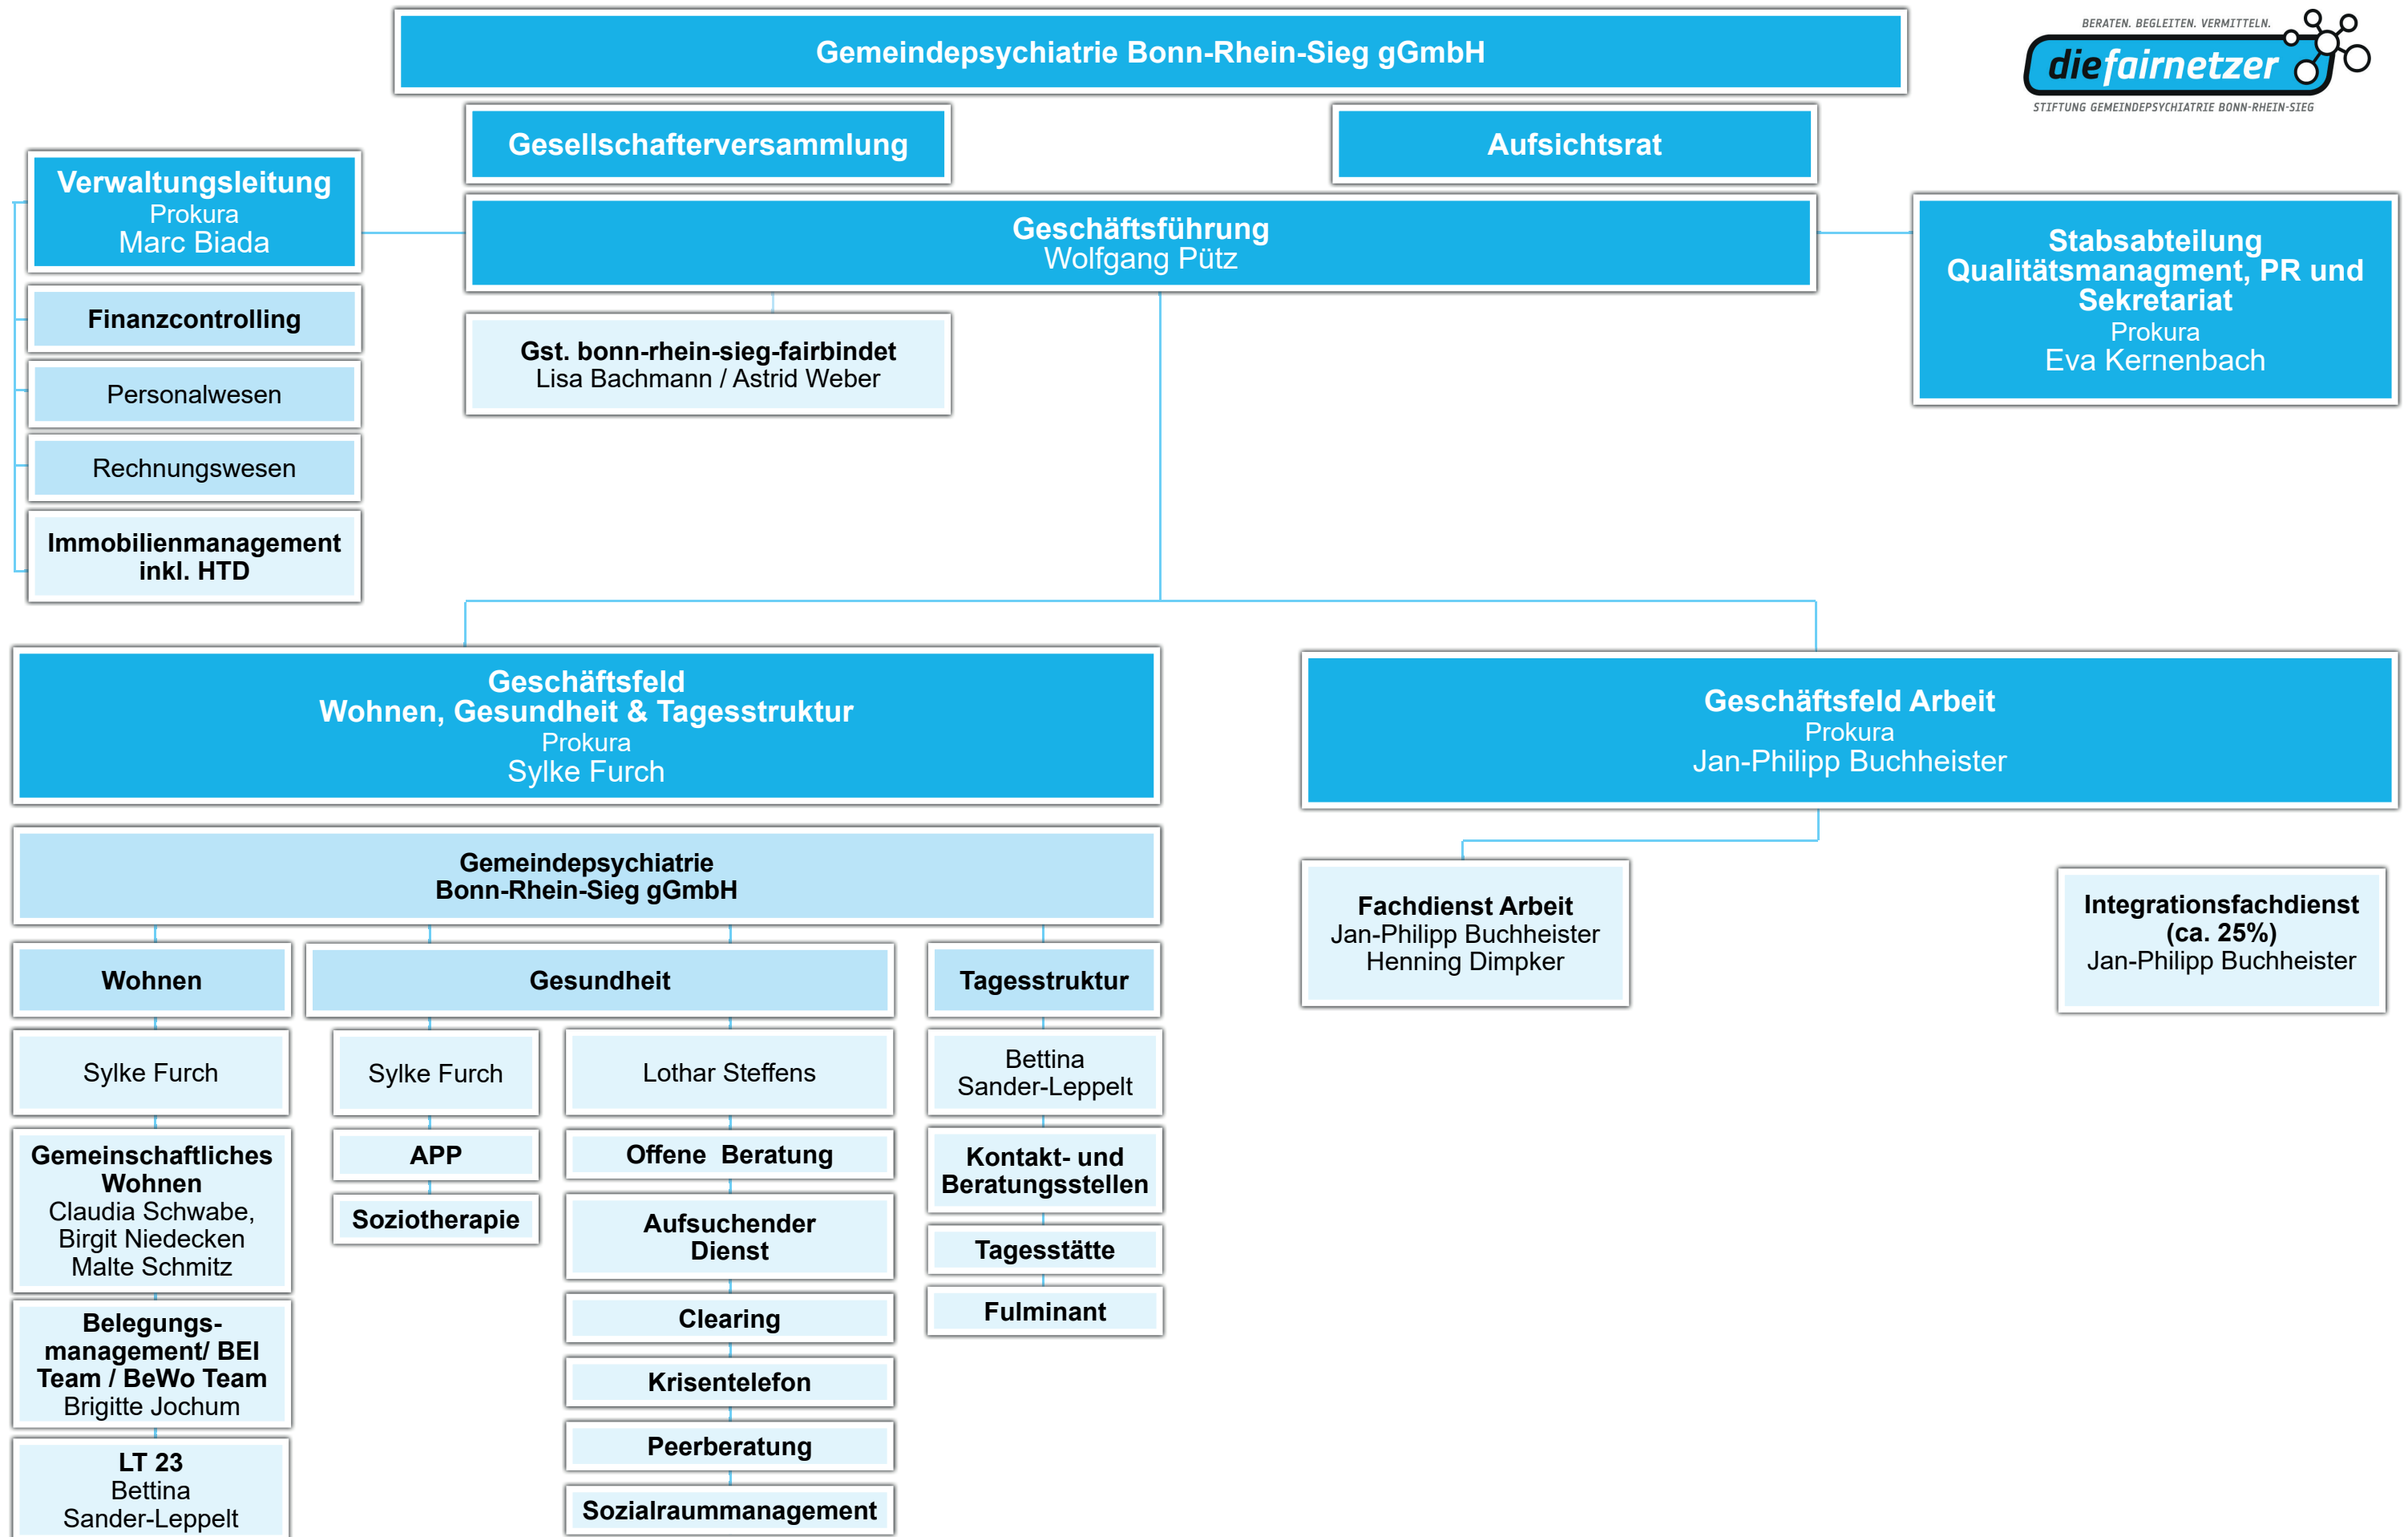 Gemeindepsychiatrie Bonn-Rhein-Sieg gGmbH
BERATEN. BEGLEITEN. VERMITTELN.
diefairnetzer
STIFTUNG GEMEINDEPSYCHIATRIE BONN-RHEIN-SIEG
Gesellschafterversammlung
Aufsichtsrat
Verwaltungsleitung
Prokura
Marc Biada
Geschäftsführung
Wolfgang Pütz
Stabsabteilung
Qualitätsmanagment, PR und
Sekretariat
Prokura
Eva Kernenbach
Finanzcontrolling
Personalwesen
Rechnungswesen
Immobilienmanagement
inkl. HTD
Gst. bonn-rhein-sieg-fairbindet
Lisa Bachmann / Astrid Weber
Geschäftsfeld
Wohnen, Gesundheit & Tagesstruktur
Prokura
Sylke Furch
Geschäftsfeld Arbeit
Prokura
Jan-Philipp Buchheister
Gemeindepsychiatrie
Bonn-Rhein-Sieg gGmbH
Fachdienst Arbeit
Jan-Philipp Buchheister
Henning Dimpker
Integrationsfachdienst
(ca. 25%)
Jan-Philipp Buchheister
Wohnen
Sylke Furch
Gemeinschaftliches
Wohnen
Claudia Schwabe,
Birgit Niedecken
Malte Schmitz
Belegungs-
management/ BEI
Team / BeWo Team
Brigitte Jochum
LT 23
Bettina
Sander-Leppelt
Gesundheit
Sylke Furch
APP
Soziotherapie
Lothar Steffens
Offene  Beratung
Aufsuchender
Dienst
Clearing
Krisentelefon
Peerberatung
Sozialraummanagement
Tagesstruktur
Bettina
Sander-Leppelt
Kontakt- und
Beratungsstellen
Tagesstätte
Fulminant